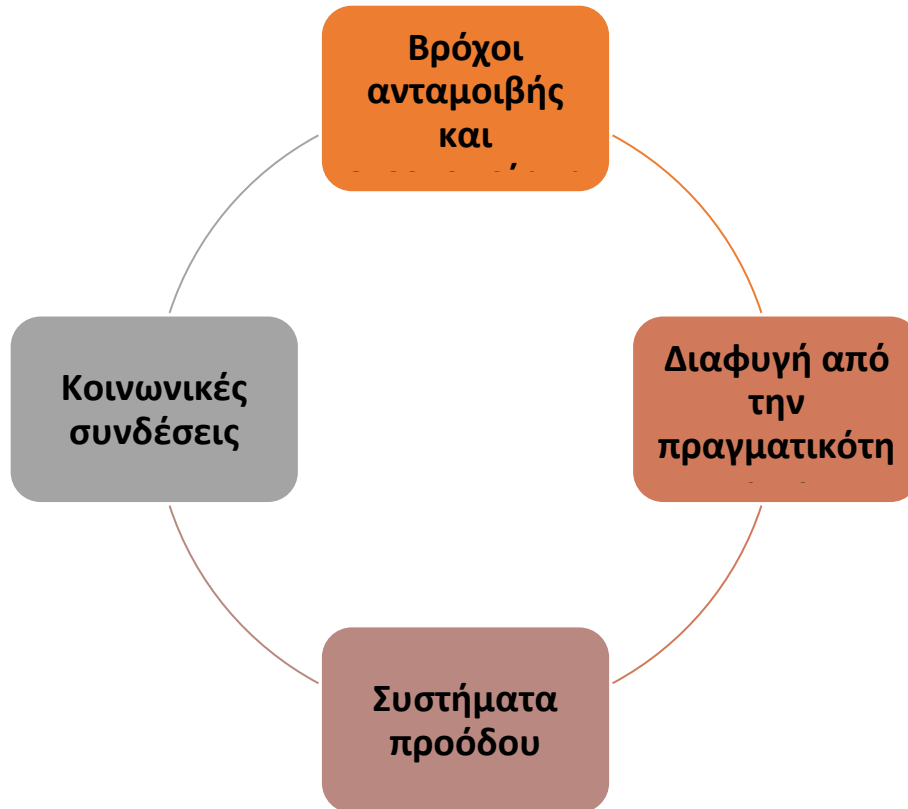 Βρόχοι
ανταμοιβής
και
Κοινωνικές
συνδέσεις
Διαφυγή από
την
πραγματικότη
Συστήματα
προόδου